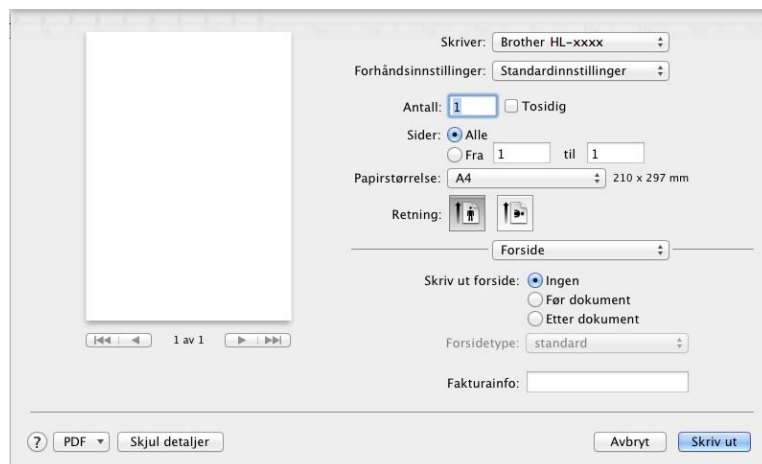 Skriver: Brother HL-xxxx
Forhåndsinnstillinger: Standardinnstillinger
Antall: 1 Tosidig
Sider: Alle
Fra 1 til 1
Papirstørrelse: A4 210 x 297 mm
Retning:
Forside
Skriv ut forside: Ingen
Før dokument
Etter dokument
Forsidetype: standard
Fakturainfo:
1 av 1
? PDF Skjul detaljer Avbryt Skriv ut